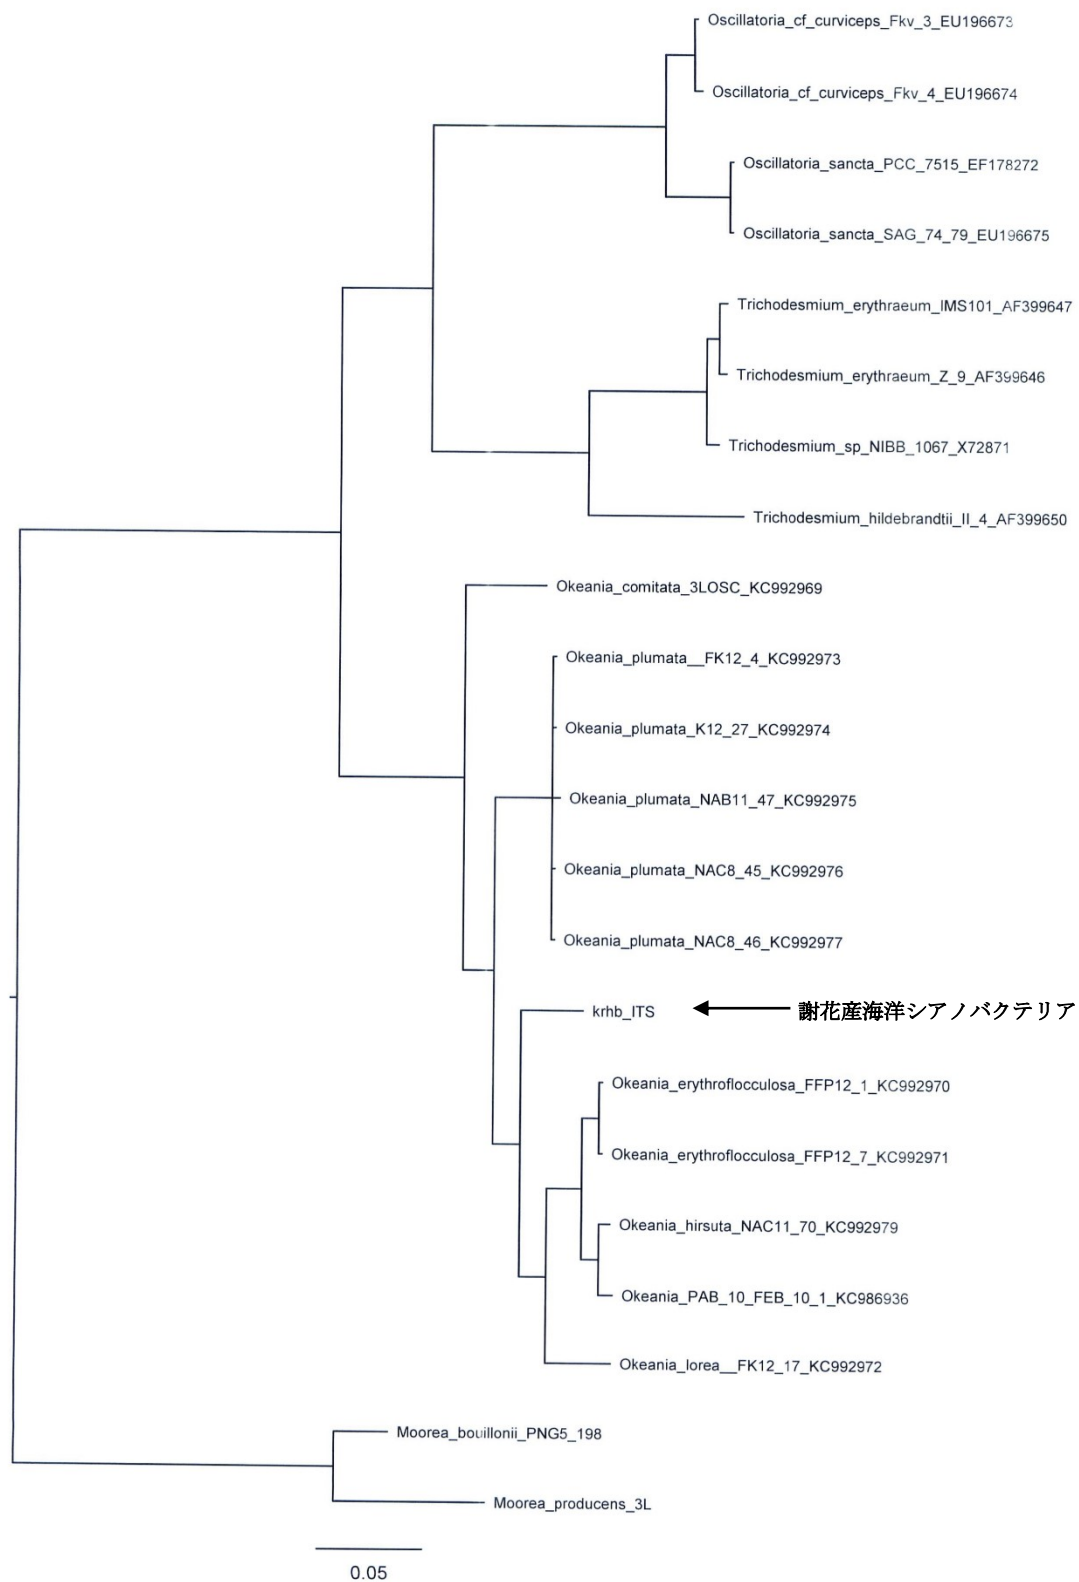 Oscillatoria_cf_curviceps_Fkv_3_EU196673
Oscillatoria_cf_curviceps_Fkv_4_EU196674
Oscillatoria_sancta_PCC_7515_EF178272
Oscillatoria_sancta_SAG_74_79_EU196675
Trichodesmium_erythraeum_IMS101_AF399647
Trichodesmium_erythraeum_Z_9_AF399646
Trichodesmium_sp_NIBB_1067_X72871
Trichodesmium_hildebrandtii_II_4_AF399650
Okeania_comitata_3LOSC_KC992969
Okeania_plumata__FK12_4_KC992973
Okeania_plumata_K12_27_KC992974
Okeania_plumata_NAB11_47_KC992975
Okeania_plumata_NAC8_45_KC992976
Okeania_plumata_NAC8_46_KC992977
krhb_ITS 謝花産海洋シアノバクテリア
Okeania_erythroflocculosa_FFP12_1_KC992970
Okeania_erythroflocculosa_FFP12_7_KC992971
Okeania_hirsuta_NAC11_70_KC992979
Okeania_PAB_10_FEB_10_1_KC986936
Okeania_lorea__FK12_17_KC992972
Moorea_bouillonii_PNG5_198
Moorea_producens_3L
0.05